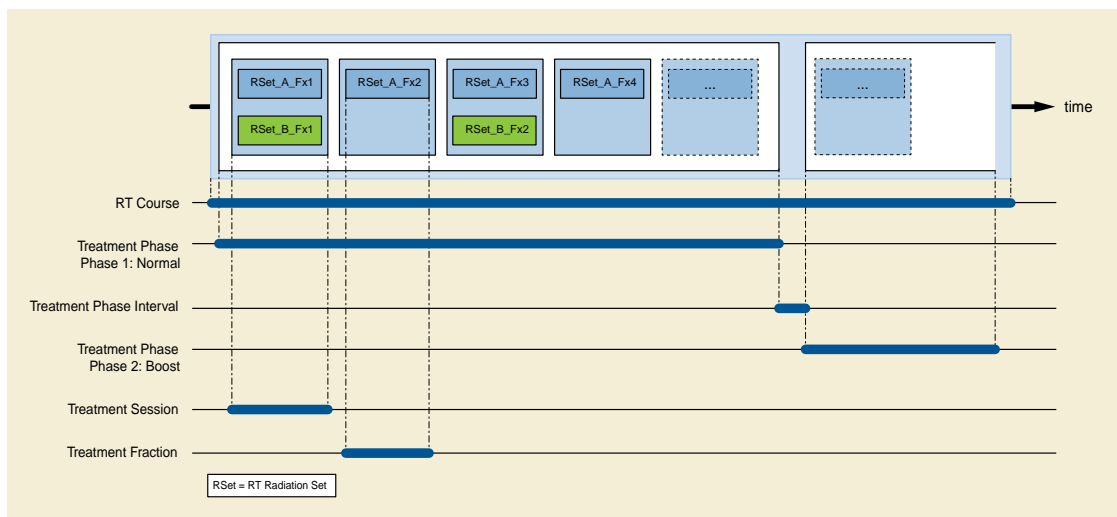 RSet_A_Fx1
RSet_A_Fx2
RSet_A_Fx3
RSet_A_Fx4
...
...
time
RSet_B_Fx1
RSet_B_Fx2
RT Course
Treatment Phase
Phase 1: Normal
Treatment Phase Interval
Treatment Phase
Phase 2: Boost
Treatment Session
Treatment Fraction
RSet = RT Radiation Set